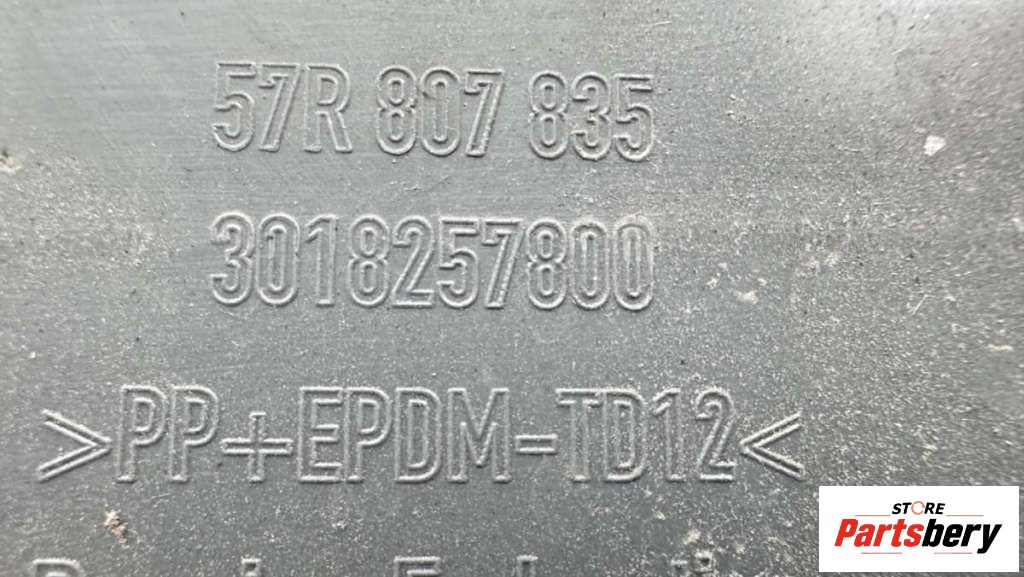 57R 807 835
3018257800
>PP+EPDM-TD12<
STORE
Partsbery